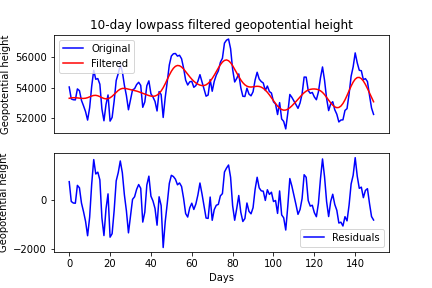 10-day lowpass filtered geopotential height
Geopotential height
56000
54000
52000
Original
Filtered
Geopotential height
0
−2000
Residuals
0
20
40
60
80
100
120
140
Days